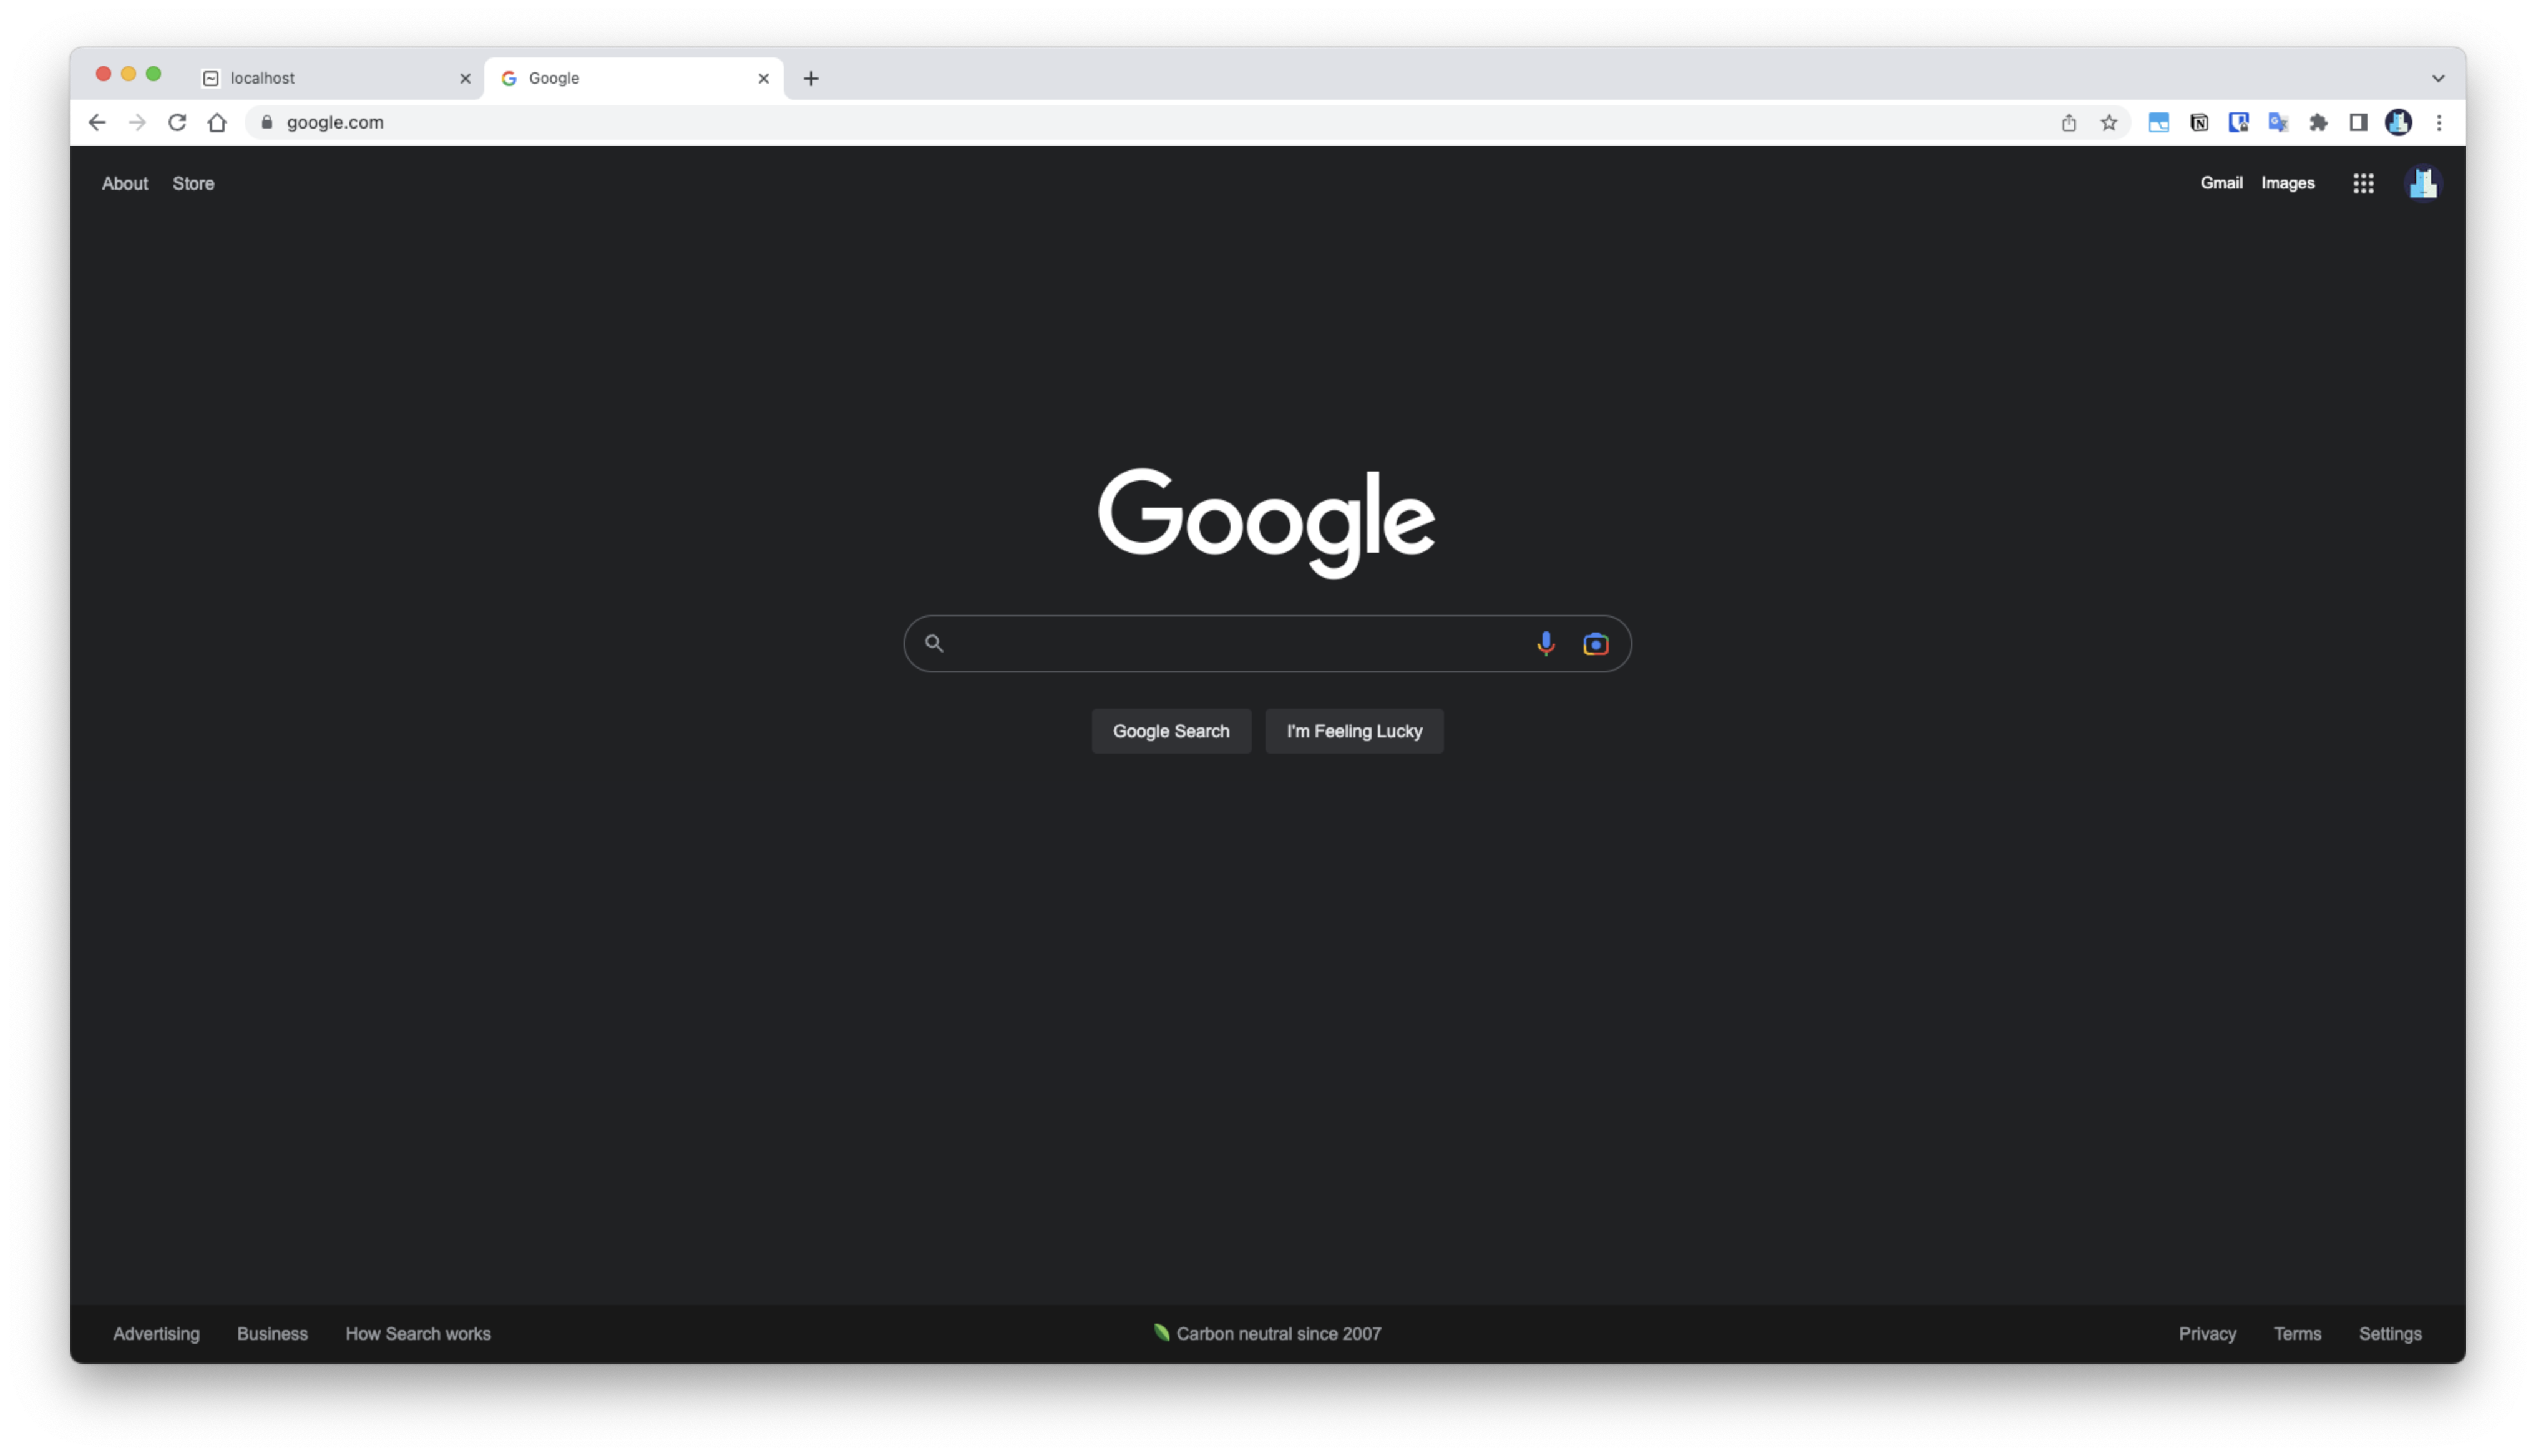 localhost
Google
google.com
About Store
Gmail Images
Google
Google Search I'm Feeling Lucky
Advertising Business How Search works
Carbon neutral since 2007
Privacy Terms Settings